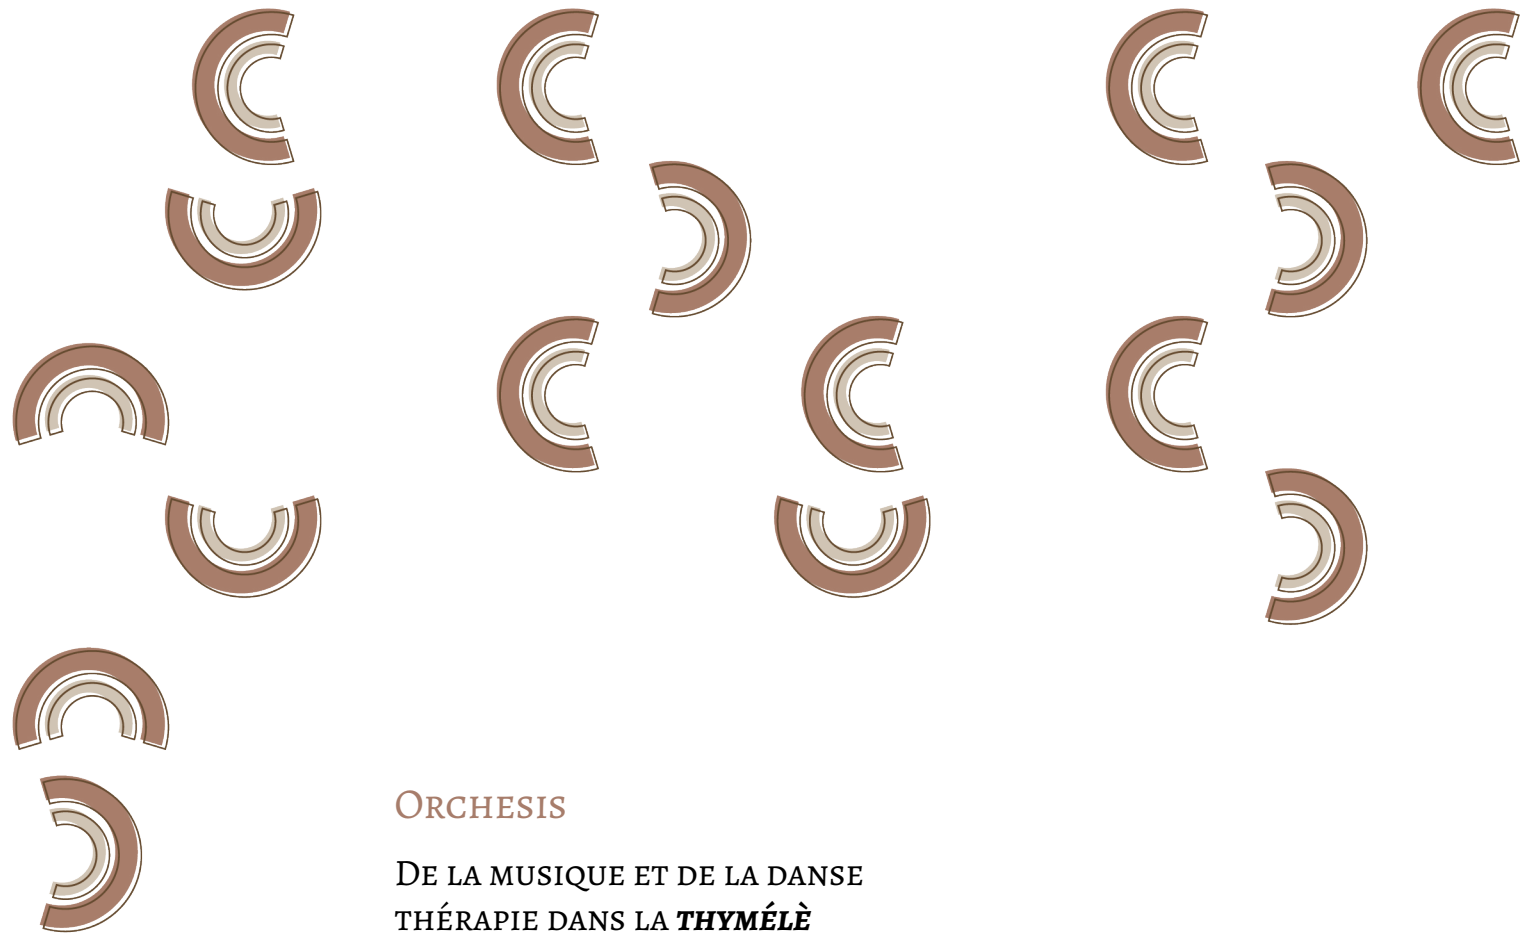 Orchesis
De la musique et de la danse
thérapie dans la thymélè